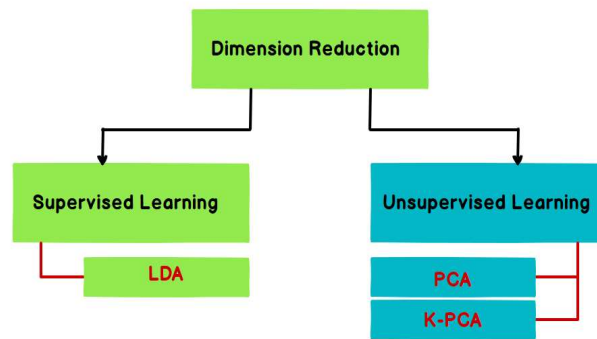 Dimension Reduction
Supervised Learning
Unsupervised Learning
LDA
PCA
K-PCA